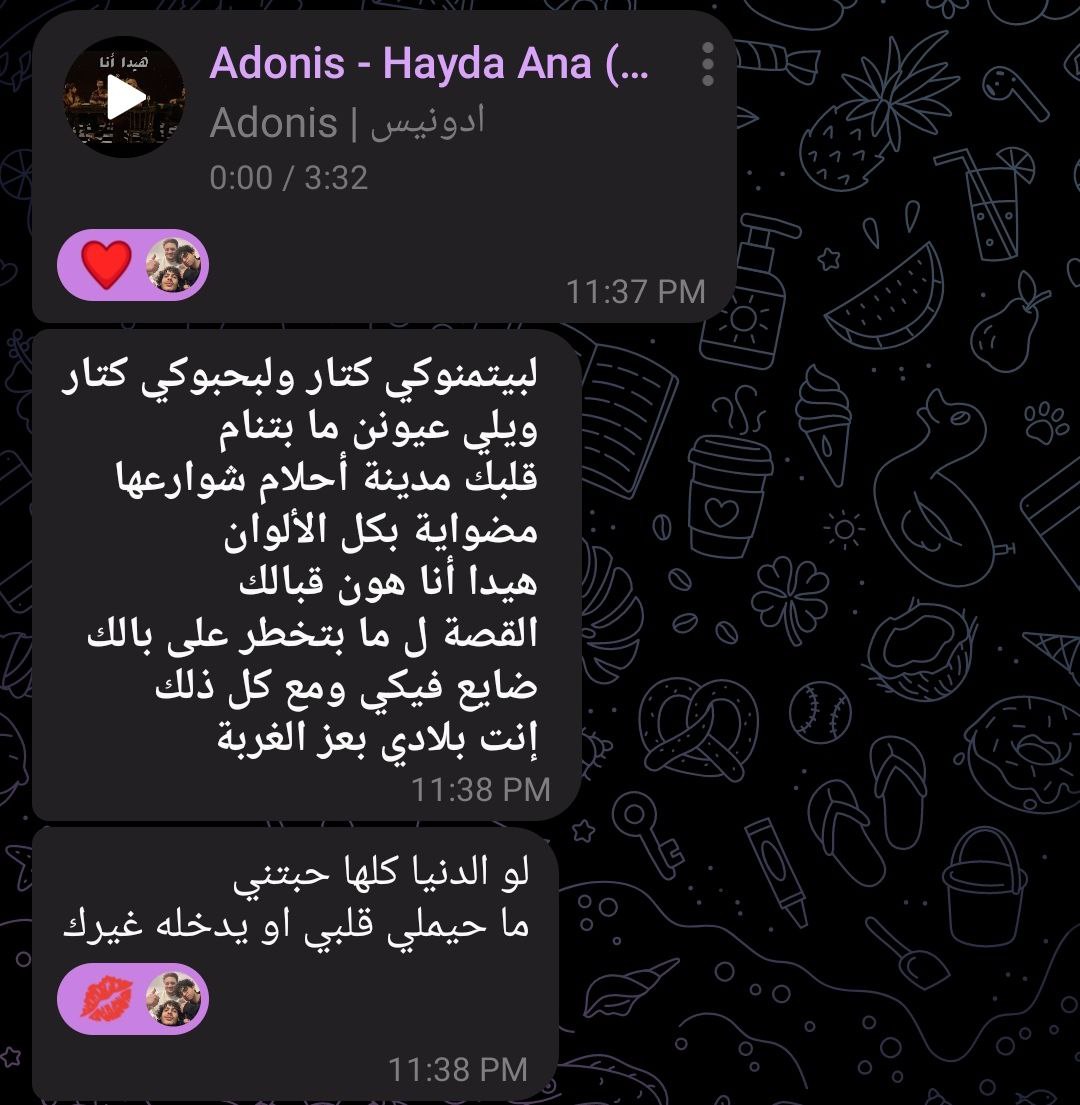 هيدا أنا
Adonis - Hayda Ana (...
Adonis | ادونيس
0:00 / 3:32
11:37 PM
لبيتمنوكي كتار ولبحبوكي كتار
ويلي عيونن ما بتنام
قلبك مدينة أحلام شوارعها
مضواية بكل الألوان
هيدا أنا هون قبالك
القصة ل ما بتخطر على بالك
ضايع فيكي ومع كل ذلك
إنت بلادي بعز الغربة
11:38 PM
لو الدنيا كلها حبتني
ما حيملي قلبي او يدخله غيرك
11:38 PM